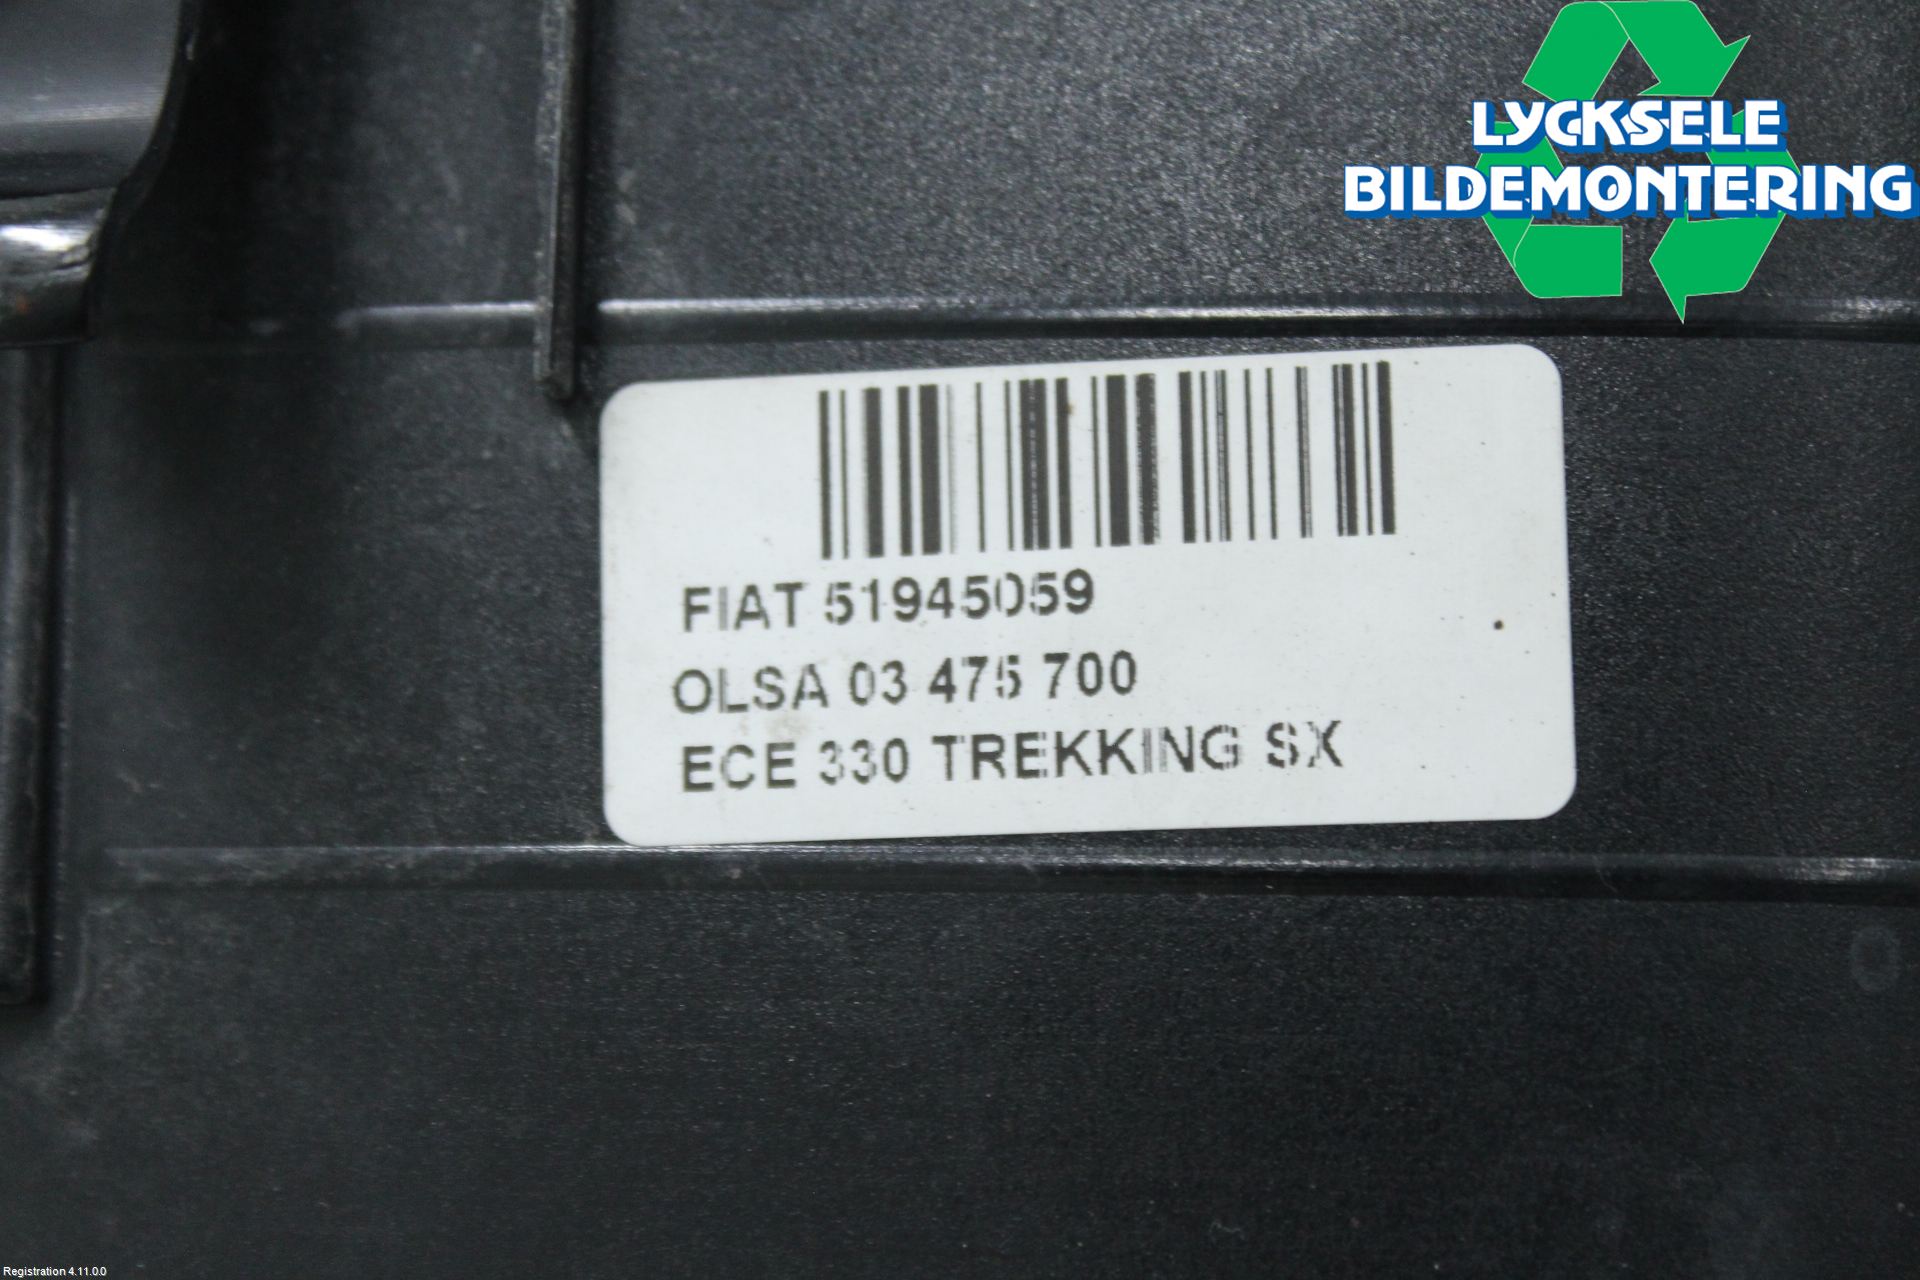 LYCKSELE
BILDEMONTERING
FIAT 51945059
OLSA 03 475 700
ECE 330 TREKKING SX
Registration 4.11.0.0